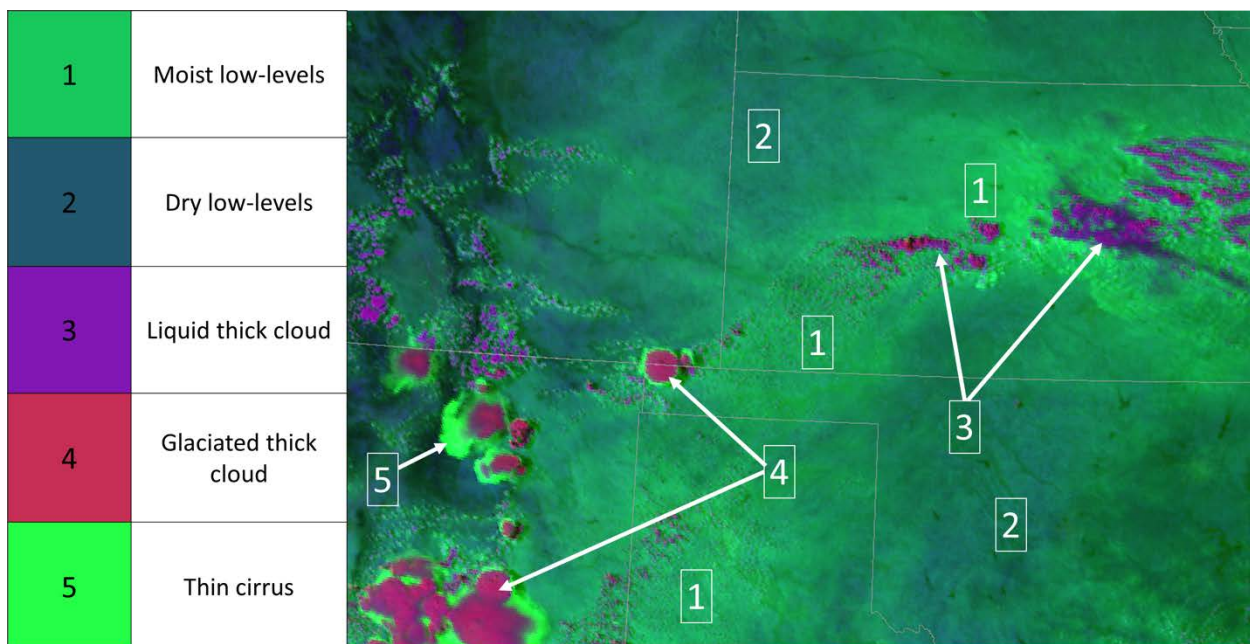 1 Moist low-levels
2 Dry low-levels
3 Liquid thick cloud
4 Glaciated thick
cloud
5 Thin cirrus
2
1
1
3
5
4
2
1